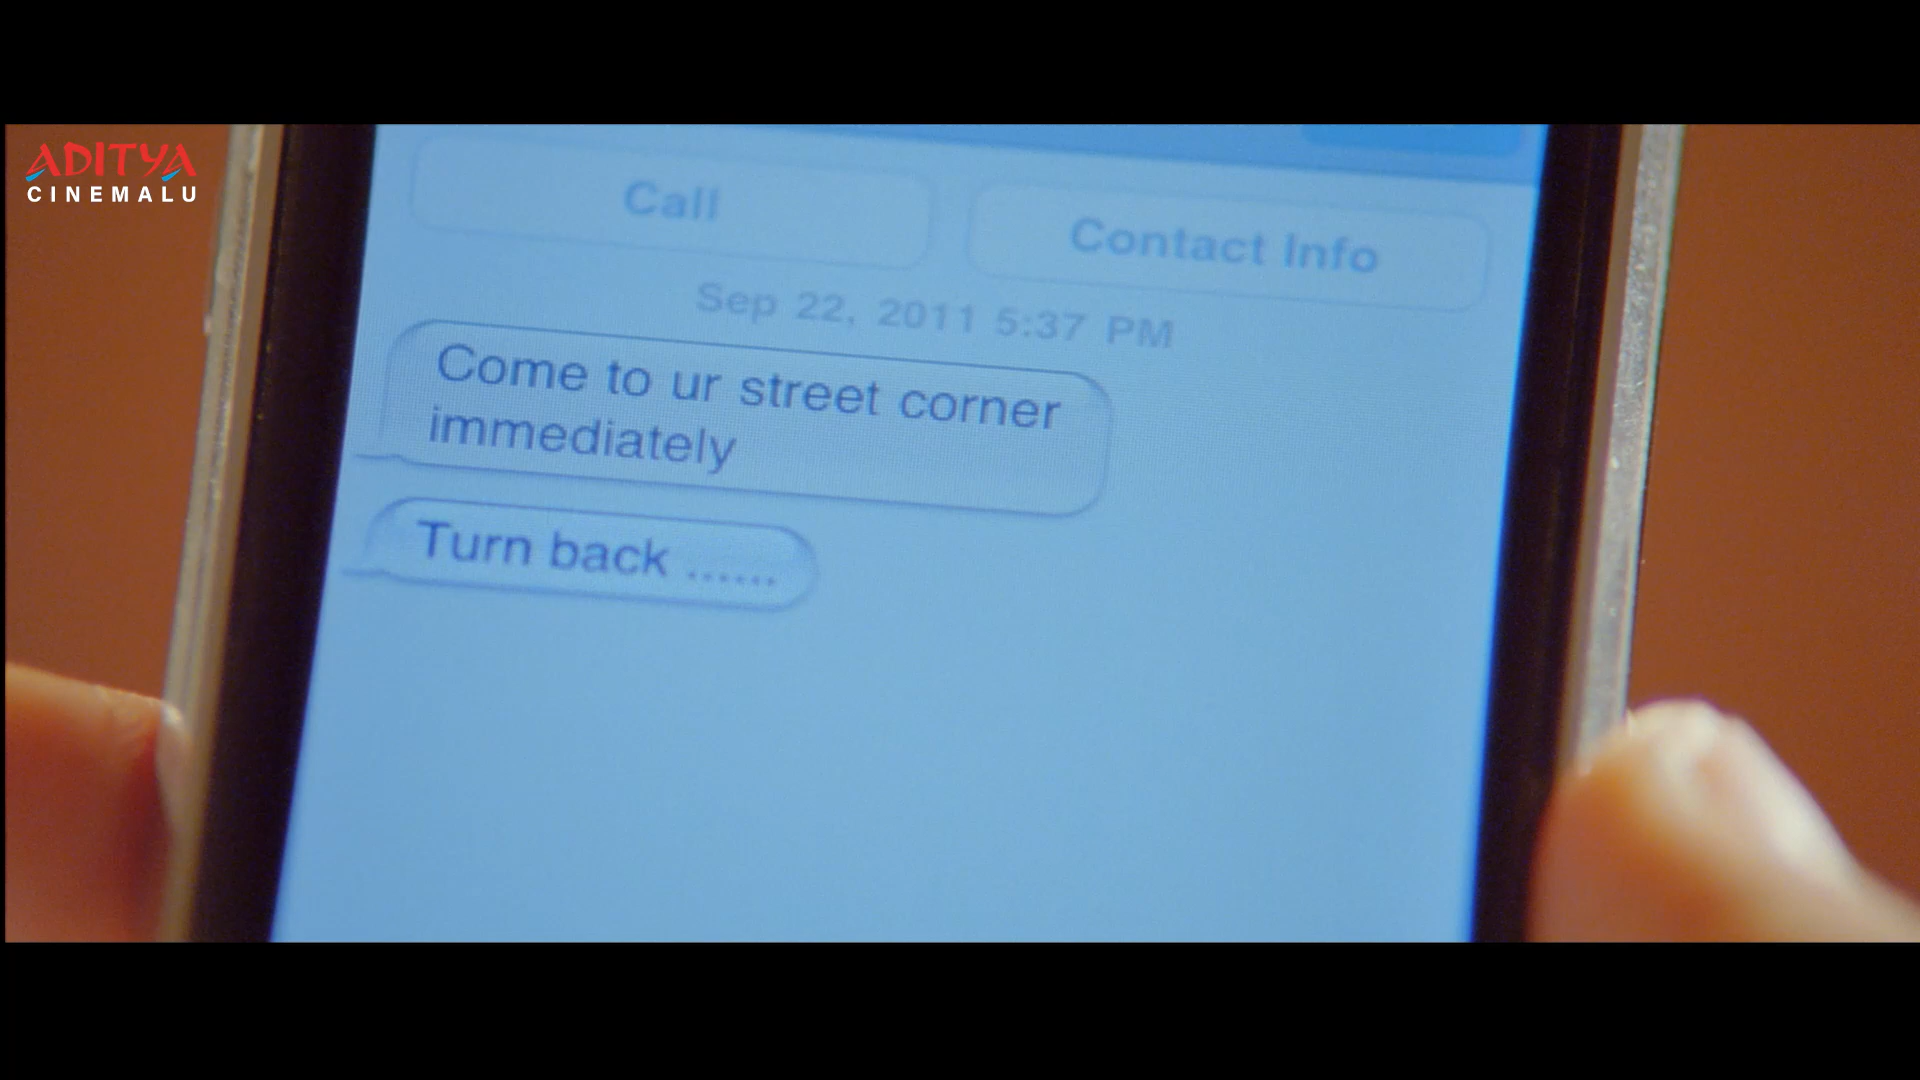 ADITYA
CINEMALU
Call
Contact Info
Sep 22, 2011 5:37 PM
Come to ur street corner
immediately
Turn back ......